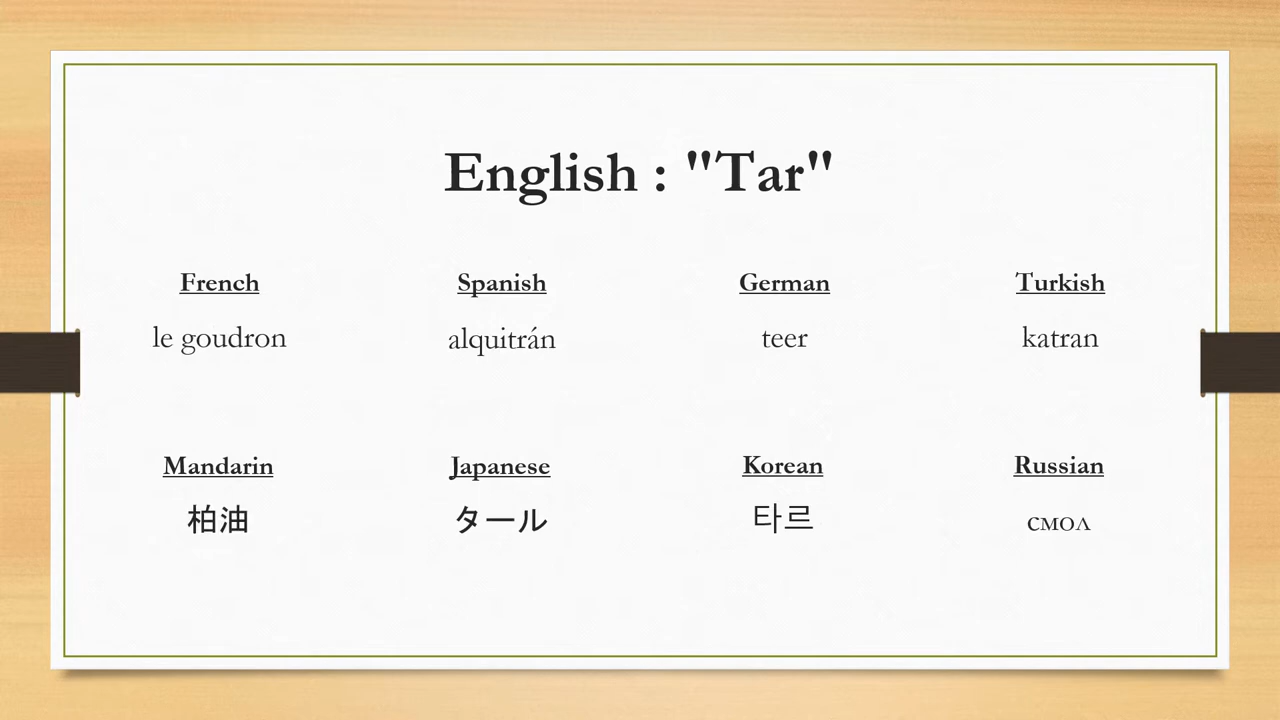 English : "Tar"
French Spanish German Turkish
le goudron alquitrán teer katran
Mandarin Japanese Korean Russian
柏油 タール 타르 смол